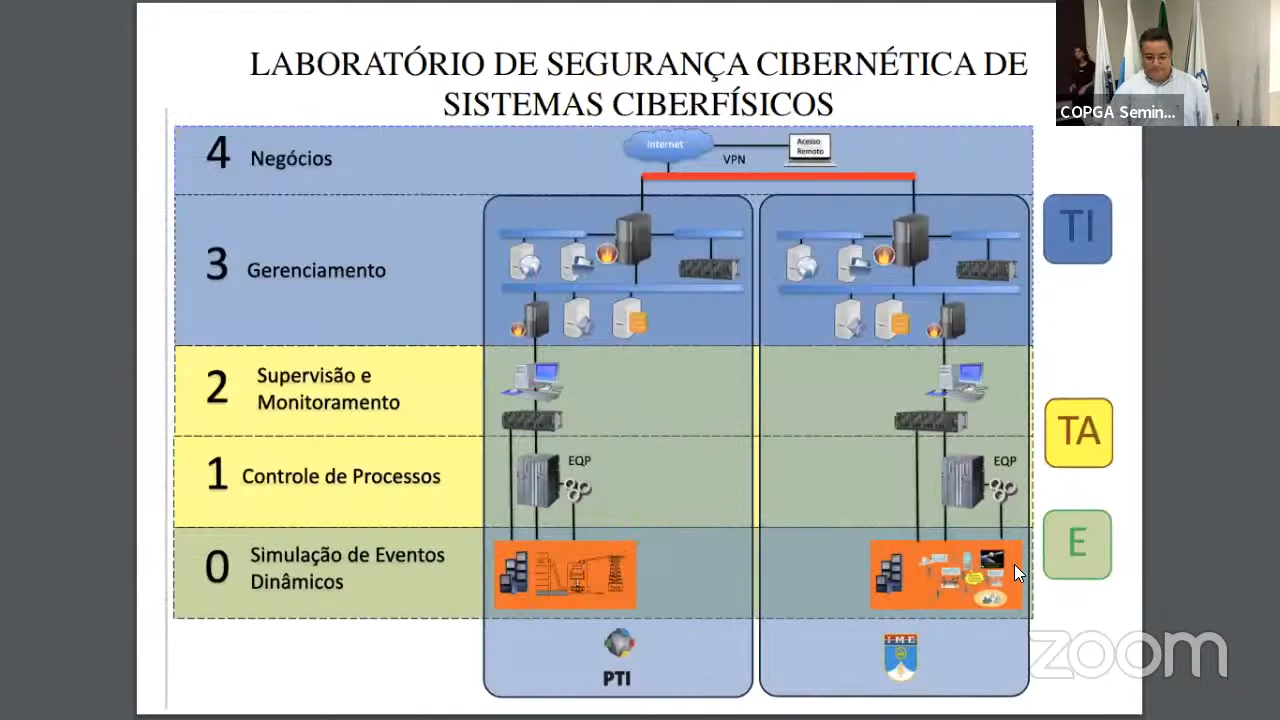 LABORATÓRIO DE SEGURANÇA CIBERNÉTICA DE
SISTEMAS CIBERFÍSICOS
COPGA Semin...
4 Negócios
Internet
VPN
Acesso
Remoto
3 Gerenciamento
TI
2 Supervisão e
Monitoramento
TA
1 Controle de Processos
EQP
EQP
0 Simulação de Eventos
Dinâmicos
E
PTI
I M E
zoom